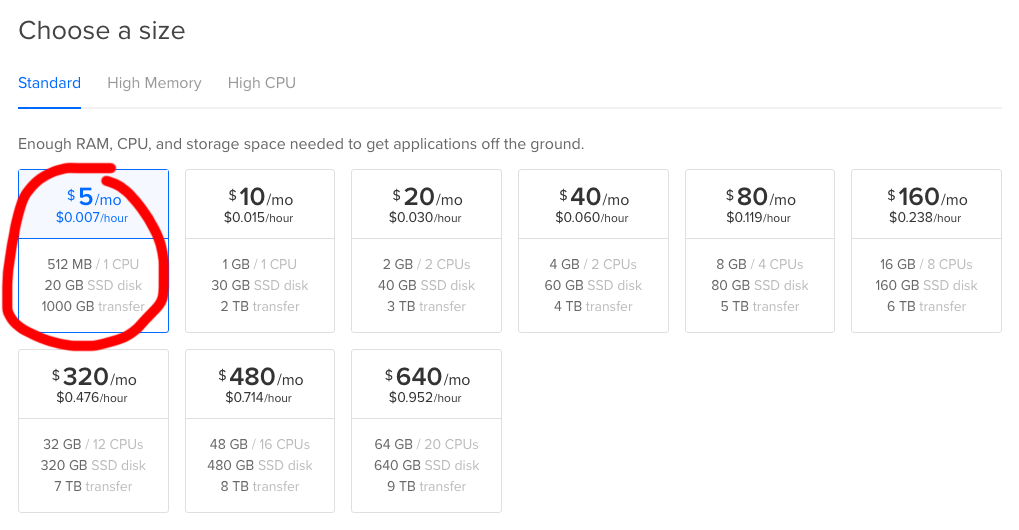 Choose a size
Standard High Memory High CPU
Enough RAM, CPU, and storage space needed to get applications off the ground.
$5/mo
$0.007/hour
512 MB / 1 CPU
20 GB SSD disk
1000 GB transfer
$10/mo
$0.015/hour
1 GB / 1 CPU
30 GB SSD disk
2 TB transfer
$20/mo
$0.030/hour
2 GB / 2 CPUs
40 GB SSD disk
3 TB transfer
$40/mo
$0.060/hour
4 GB / 2 CPUs
60 GB SSD disk
4 TB transfer
$80/mo
$0.119/hour
8 GB / 4 CPUs
80 GB SSD disk
5 TB transfer
$160/mo
$0.238/hour
16 GB / 8 CPUs
160 GB SSD disk
6 TB transfer
$320/mo
$0.476/hour
32 GB / 12 CPUs
320 GB SSD disk
7 TB transfer
$480/mo
$0.714/hour
48 GB / 16 CPUs
480 GB SSD disk
8 TB transfer
$640/mo
$0.952/hour
64 GB / 20 CPUs
640 GB SSD disk
9 TB transfer